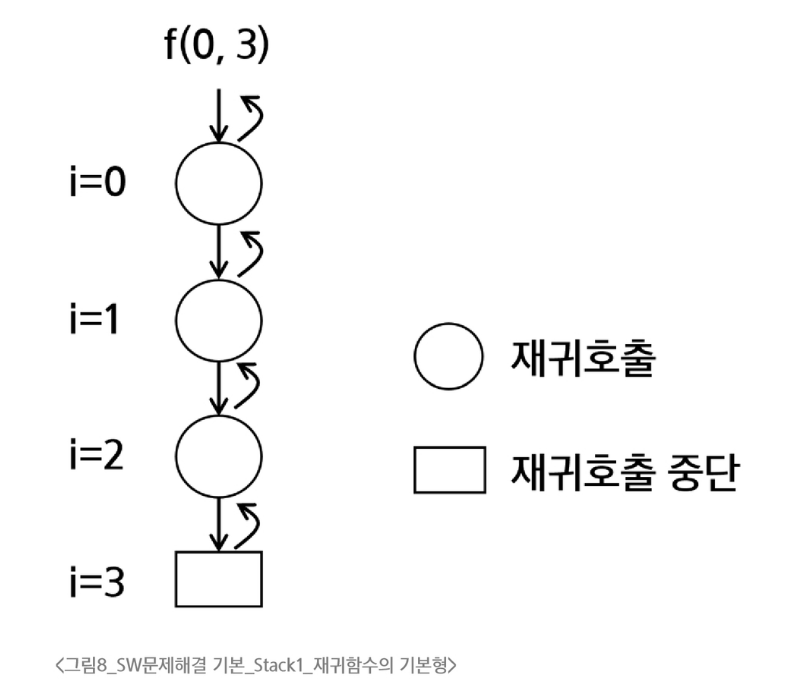 f(0, 3)
i=0
i=1
재귀호출
i=2
재귀호출 중단
i=3
<그림8_SW문제해결 기본_Stack1_재귀함수의 기본형>